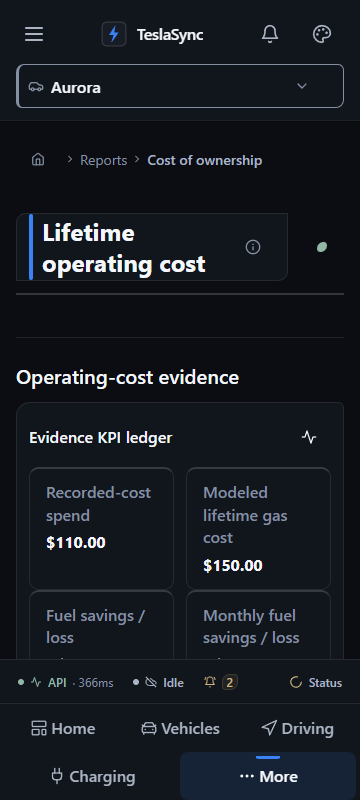 TeslaSync
Aurora
Reports
Cost of ownership
Lifetime
operating cost
Operating-cost evidence
Evidence KPI ledger
Recorded-cost
spend
$110.00
Modeled
lifetime gas
cost
$150.00
Fuel savings /
loss
Monthly fuel
savings / loss
API · 366ms
Idle
2
Status
Home
Vehicles
Driving
Charging
More